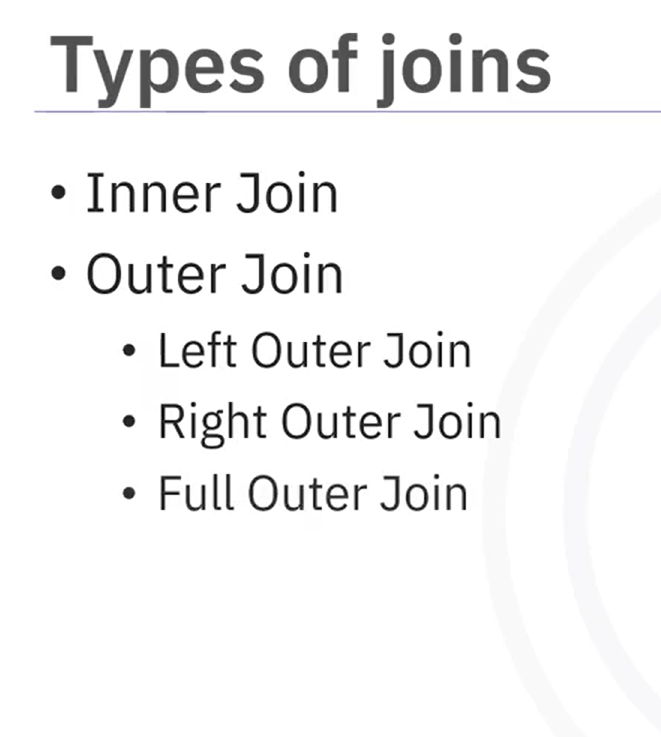 Types of joins
• Inner Join
• Outer Join
• Left Outer Join
• Right Outer Join
• Full Outer Join